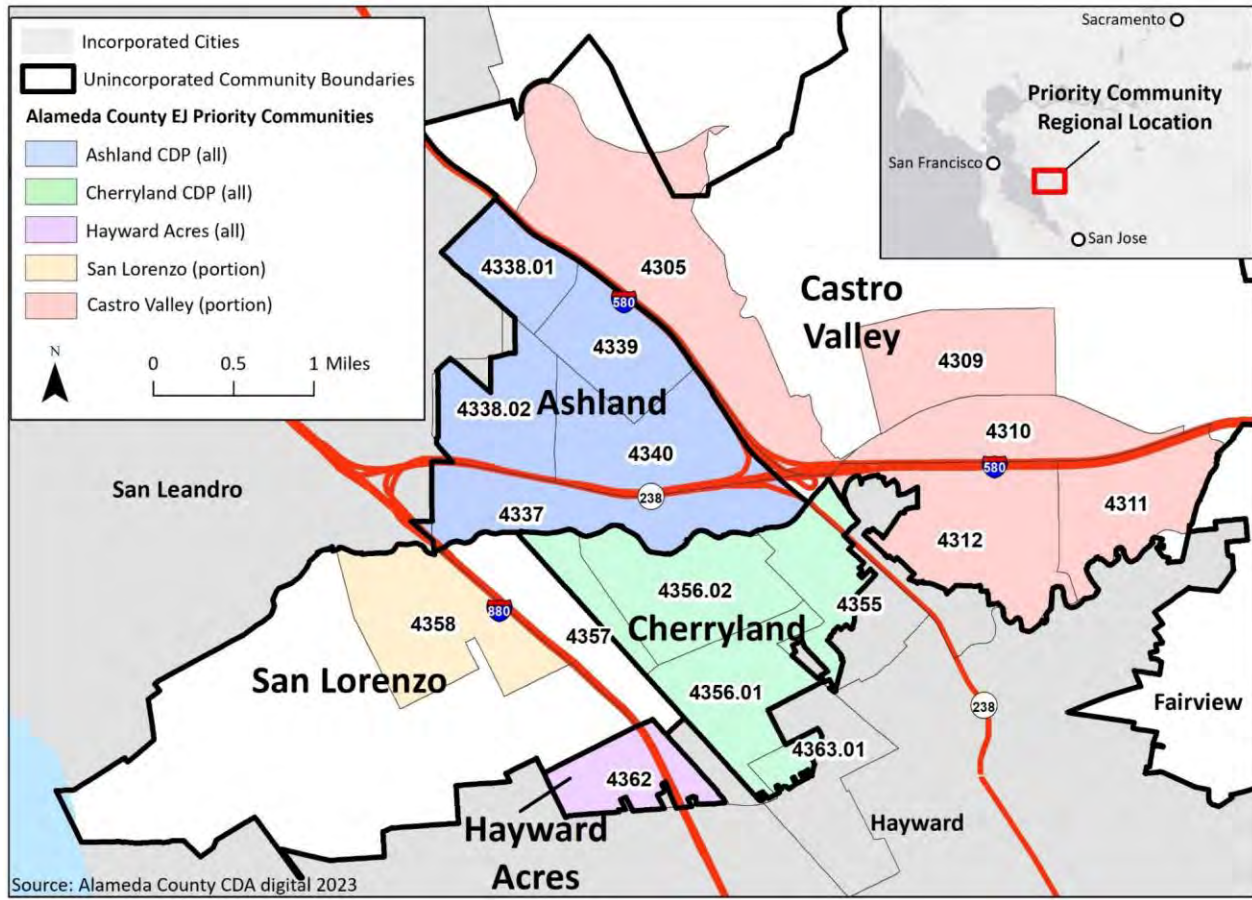 Incorporated Cities
Unincorporated Community Boundaries
Alameda County EJ Priority Communities
Ashland CDP (all)
Cherryland CDP (all)
Hayward Acres (all)
San Lorenzo (portion)
Castro Valley (portion)
N
0 0.5 1 Miles
Sacramento
Priority Community
Regional Location
San Francisco
San Jose
4338.01
4305
580
Castro
Valley
4339
4309
4338.02
Ashland
4310
4340
580
San Leandro
238
4311
4337
4312
4356.02
4355
880
4358
4357
Cherryland
San Lorenzo
4356.01
238
Fairview
4363.01
4362
Hayward
Acres
Hayward
Source: Alameda County CDA digital 2023